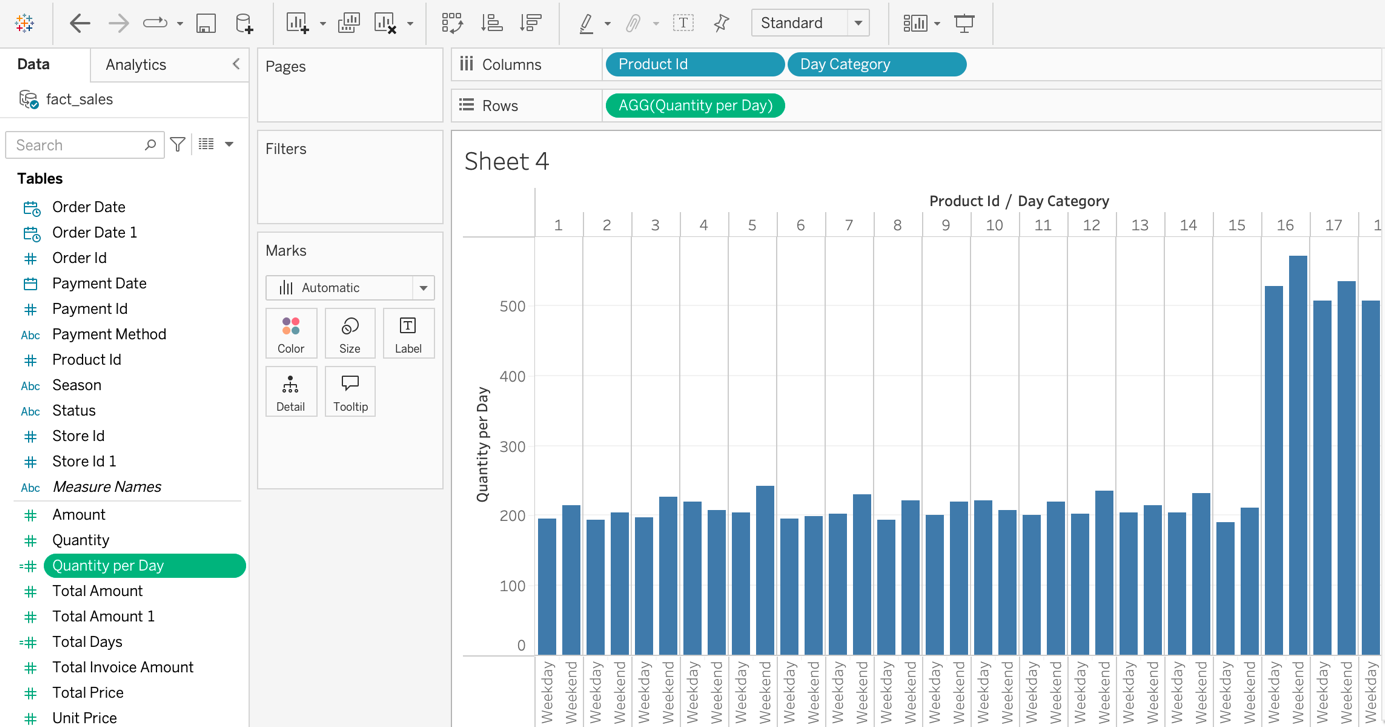 Standard
Data
Analytics
fact_sales
Search
Tables
Order Date
Order Date 1
Order Id
Payment Date
Payment Id
Abc Payment Method
Product Id
Abc Season
Abc Status
Store Id
Store Id 1
Abc Measure Names
Amount
Quantity
Quantity per Day
Total Amount
Total Amount 1
Total Days
Total Invoice Amount
Total Price
Unit Price
Pages
Filters
Marks
Automatic
Color Size Label
Detail Tooltip
Columns Product Id Day Category
Rows AGG(Quantity per Day)
Sheet 4
Product Id / Day Category
1 2 3 4 5 6 7 8 9 10 11 12 13 14 15 16 17
Quantity per Day
500
400
300
200
100
0
Weekday Weekend Weekday Weekend Weekday Weekend Weekday Weekend Weekday Weekend Weekday Weekend Weekday Weekend Weekday Weekend Weekday Weekend Weekday Weekend Weekday Weekend Weekday Weekend Weekday Weekend Weekday Weekend Weekday Weekend Weekday Weekend Weekday Weekend Weekday